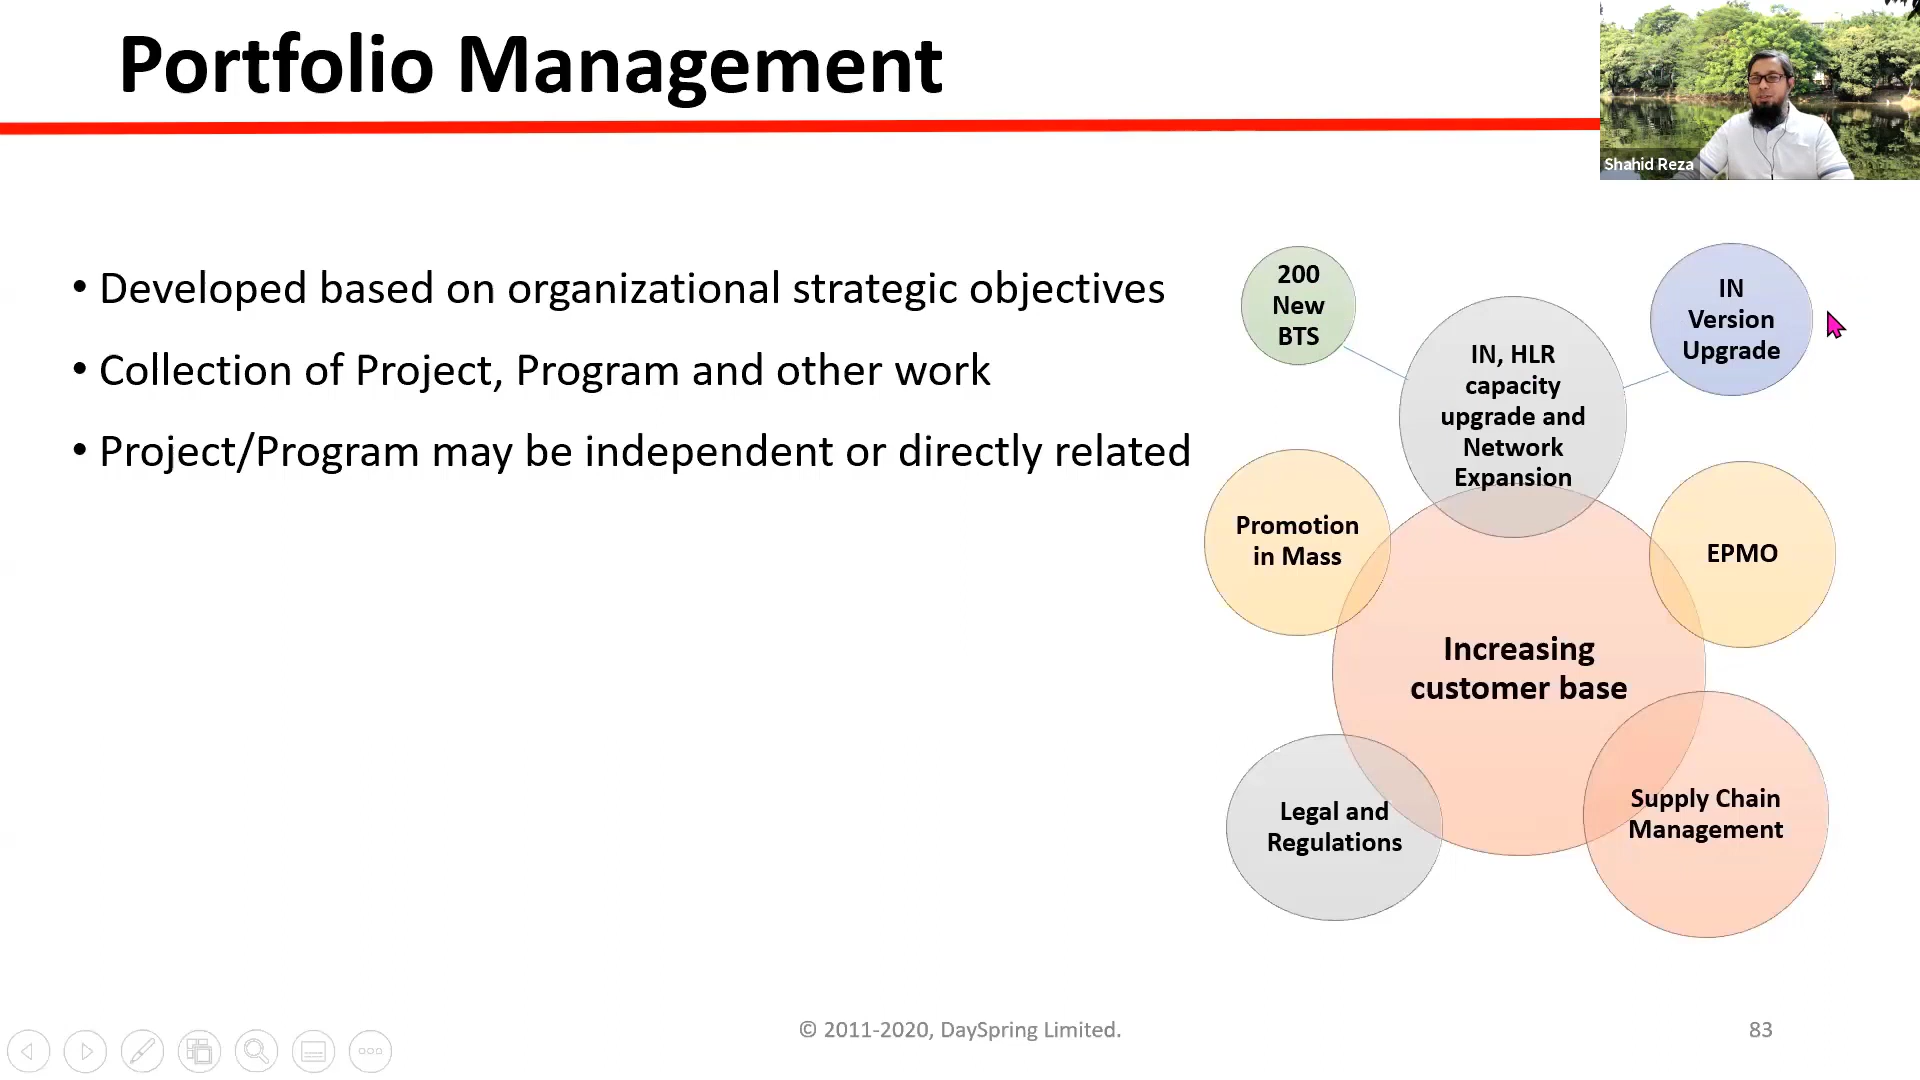 Portfolio Management
Shahid Reza
• Developed based on organizational strategic objectives
• Collection of Project, Program and other work
• Project/Program may be independent or directly related
200
New
BTS
IN, HLR
capacity
upgrade and
Network
Expansion
IN
Version
Upgrade
Promotion
in Mass
EPMO
Increasing
customer base
Legal and
Regulations
Supply Chain
Management
© 2011-2020, DaySpring Limited.
83